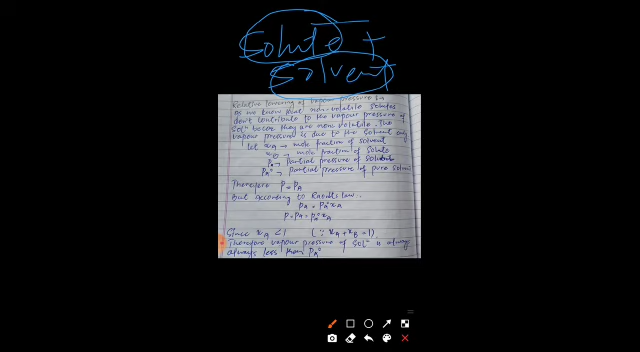 Solute +
Solvent
Relative lowering of vapour pressure :-
As we know that non-volatile solutes
don't contribute to the vapour pressure of
Solⁿ becoz they are non volatile. The
vapour pressure is due to the solvent only
let xA → mole fraction of solvent
xB → mole fraction of Solute
PA → partial pressure of solvent
PA° → partial pressure of pure solvent
Therefore P = PA
But according to Raoults law.
PA = PA° xA
P = PA = PA° xA
Since xA < 1 (∵ xA + xB = 1)
Therefore vapour pressure of Solⁿ is always
always less than PA°